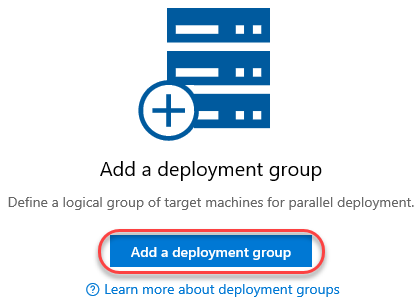 Add a deployment group
Define a logical group of target machines for parallel deployment.
Add a deployment group
Learn more about deployment groups